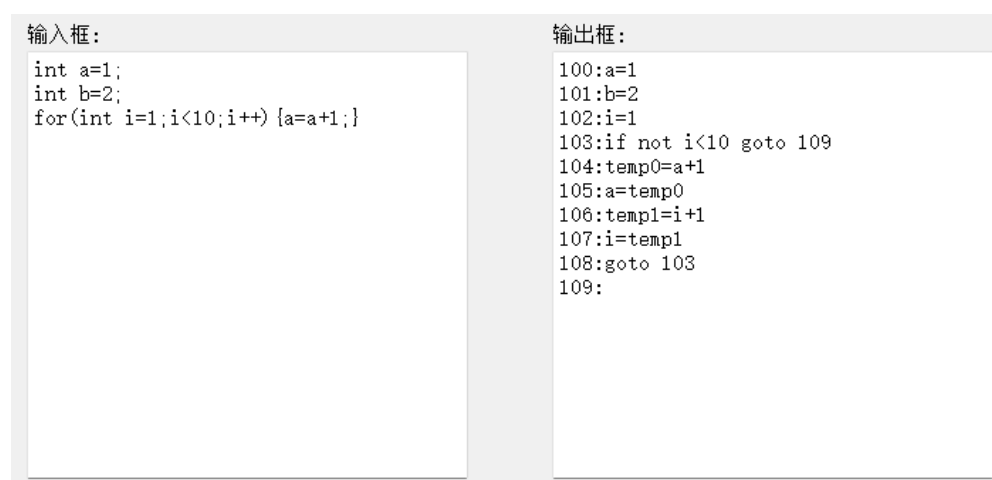 输入框:
int a=1;
int b=2;
for(int i=1;i<10;i++){a=a+1;}
输出框:
100:a=1
101:b=2
102:i=1
103:if not i<10 goto 109
104:temp0=a+1
105:a=temp0
106:temp1=i+1
107:i=temp1
108:goto 103
109: